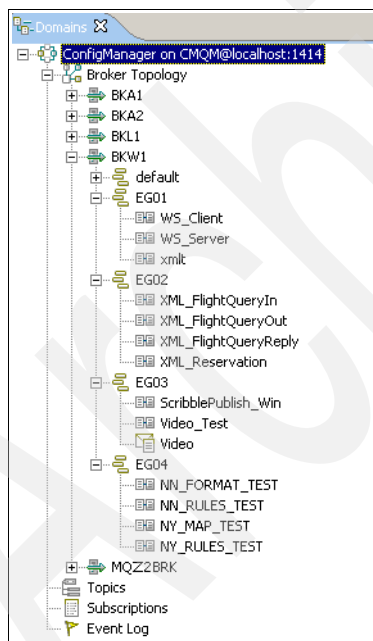 Domains
ConfigManager on CMQM@localhost:1414
Broker Topology
BKA1
BKA2
BKL1
BKW1
default
EG01
WS_Client
WS_Server
xmlt
EG02
XML_FlightQueryIn
XML_FlightQueryOut
XML_FlightQueryReply
XML_Reservation
EG03
ScribblePublish_Win
Video_Test
Video
EG04
NN_FORMAT_TEST
NN_RULES_TEST
NY_MAP_TEST
NY_RULES_TEST
MQZ2BRK
Topics
Subscriptions
Event Log